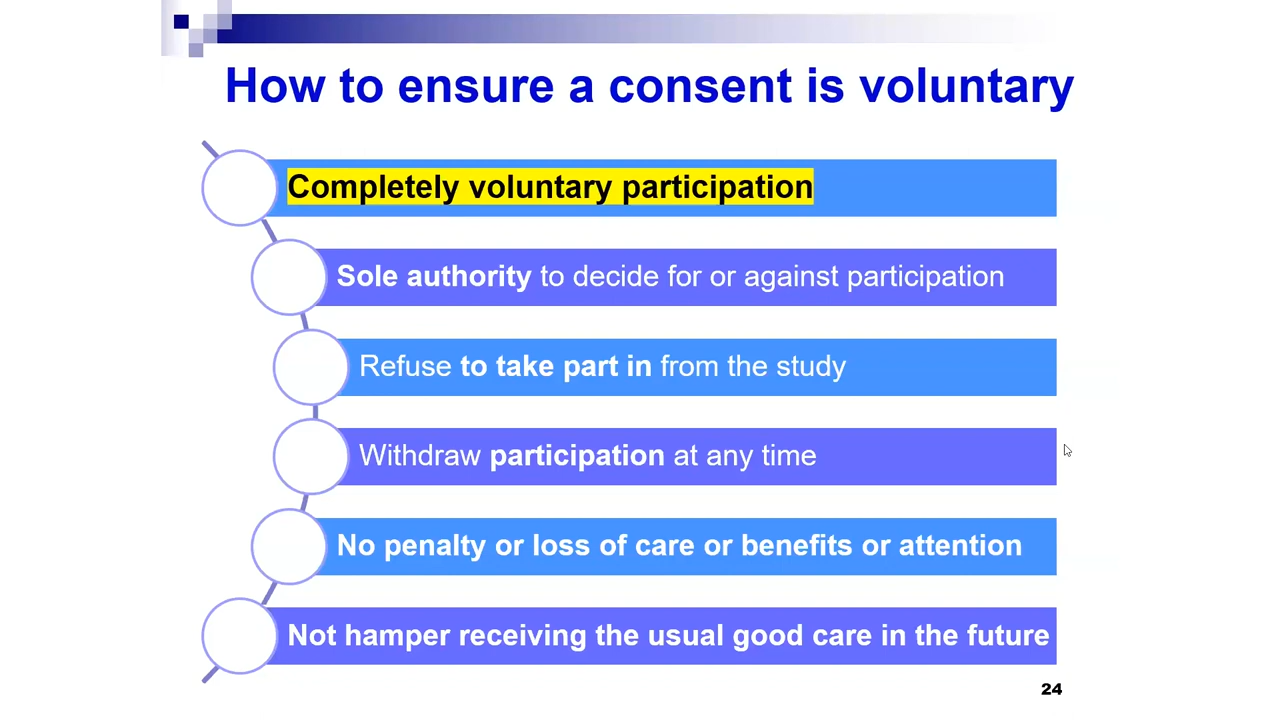 How to ensure a consent is voluntary
Completely voluntary participation
Sole authority to decide for or against participation
Refuse to take part in from the study
Withdraw participation at any time
No penalty or loss of care or benefits or attention
Not hamper receiving the usual good care in the future
24